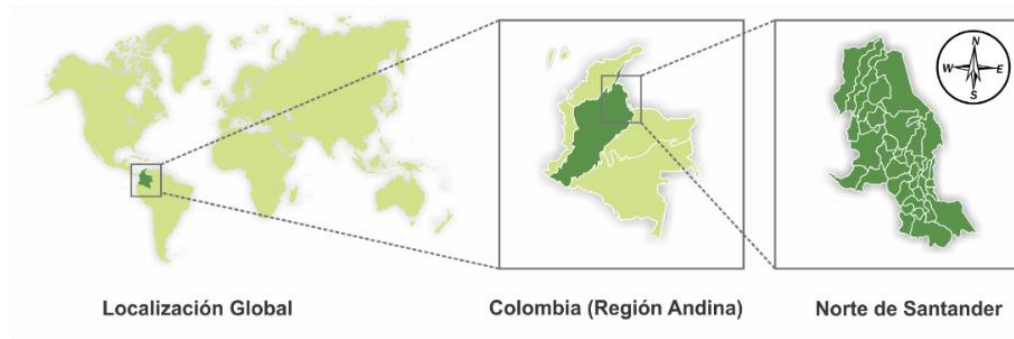 N
W E
S
Localización Global
Colombia (Región Andina)
Norte de Santander